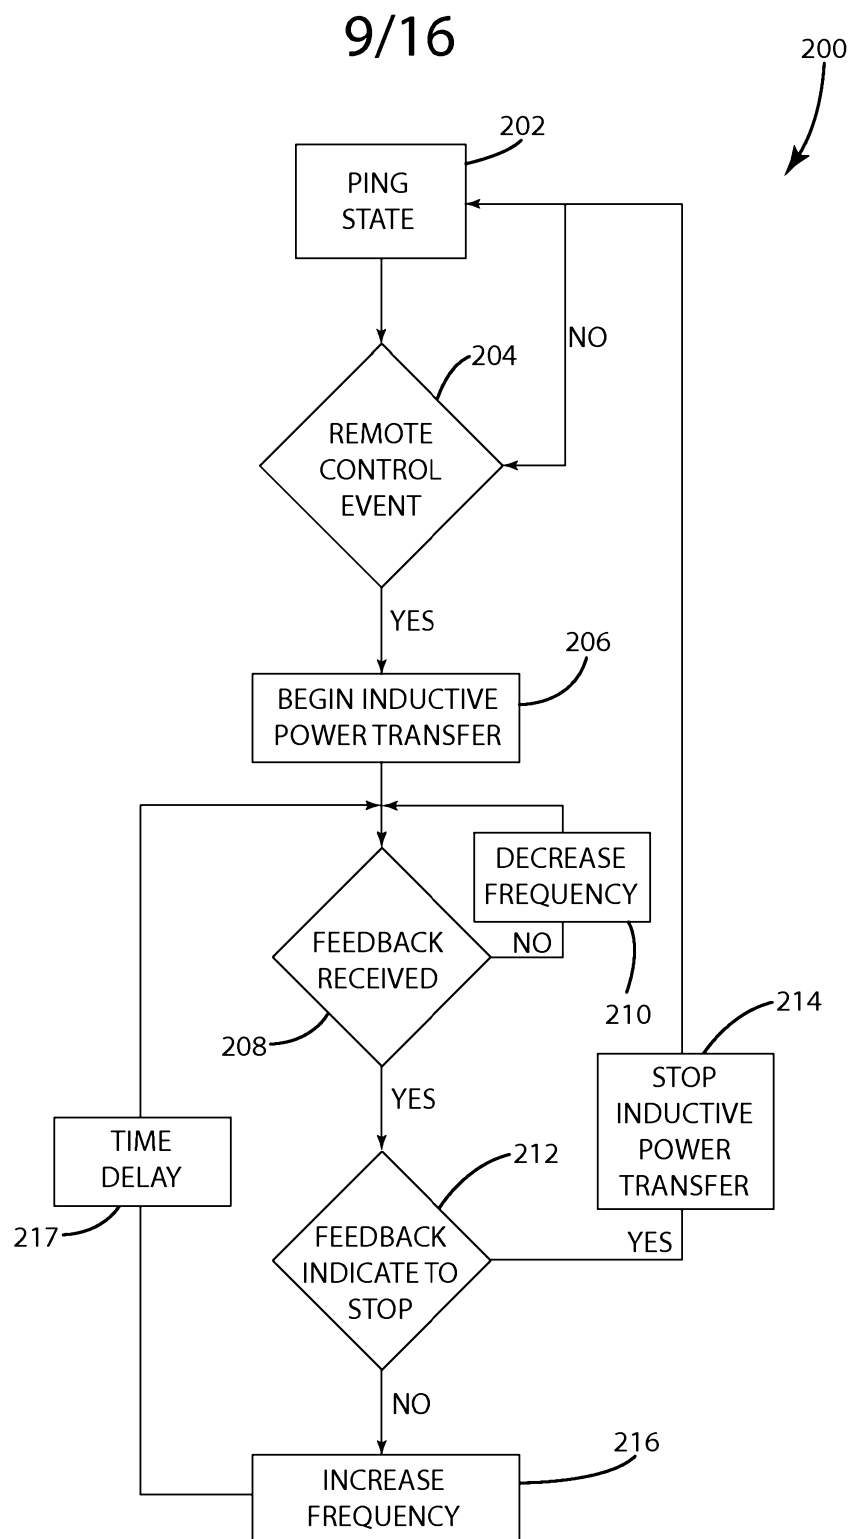 9/16
200
202
PING
STATE
NO
204
REMOTE
CONTROL
EVENT
YES
206
BEGIN INDUCTIVE
POWER TRANSFER
DECREASE
FREQUENCY
FEEDBACK
RECEIVED
NO
210
208
214
STOP
INDUCTIVE
POWER
TRANSFER
YES
TIME
DELAY
217
212
FEEDBACK
INDICATE TO
STOP
YES
NO
216
INCREASE
FREQUENCY